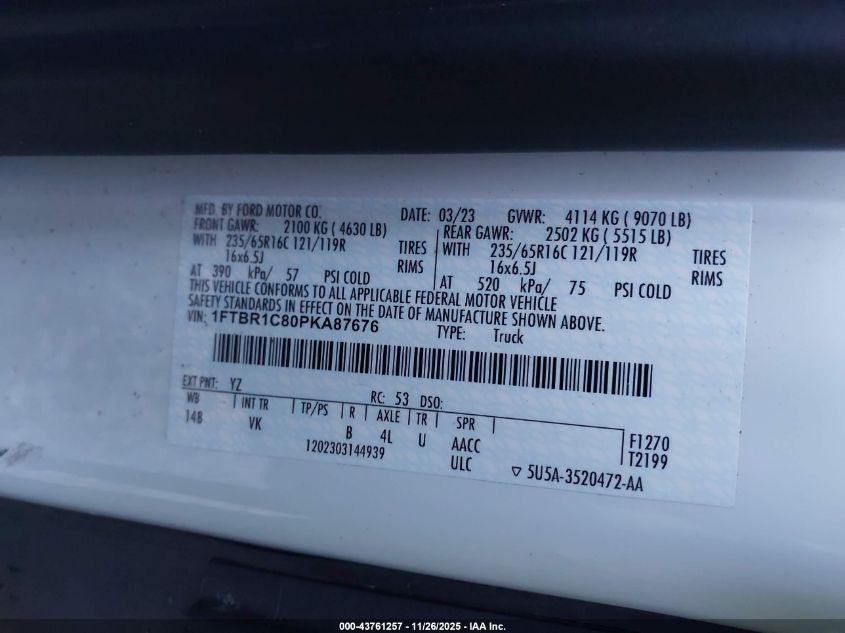 MFD. BY FORD MOTOR CO. DATE: 03/23 GVWR: 4114 KG ( 9070 LB)
FRONT GAWR: 2100 KG ( 4630 LB) REAR GAWR: 2502 KG ( 5515 LB)
WITH 235/65R16C 121/119R TIRES WITH 235/65R16C 121/119R TIRES
16x6.5J RIMS 16x6.5J RIMS
AT 390 kPa/ 57 PSI COLD AT 520 kPa/ 75 PSI COLD
THIS VEHICLE CONFORMS TO ALL APPLICABLE FEDERAL MOTOR VEHICLE
SAFETY STANDARDS IN EFFECT ON THE DATE OF MANUFACTURE SHOWN ABOVE.
VIN: 1FTBR1C80PKA87676 TYPE: Truck
EXT PNT: YZ RC: 53 DSO:
WB INT TR TP/PS R AXLE TR SPR
148 VK B 4L U AACC
1202303144939 ULC
F1270
T2199
5U5A-3520472-AA
000-43761257 - 11/26/2025 - IAA Inc.